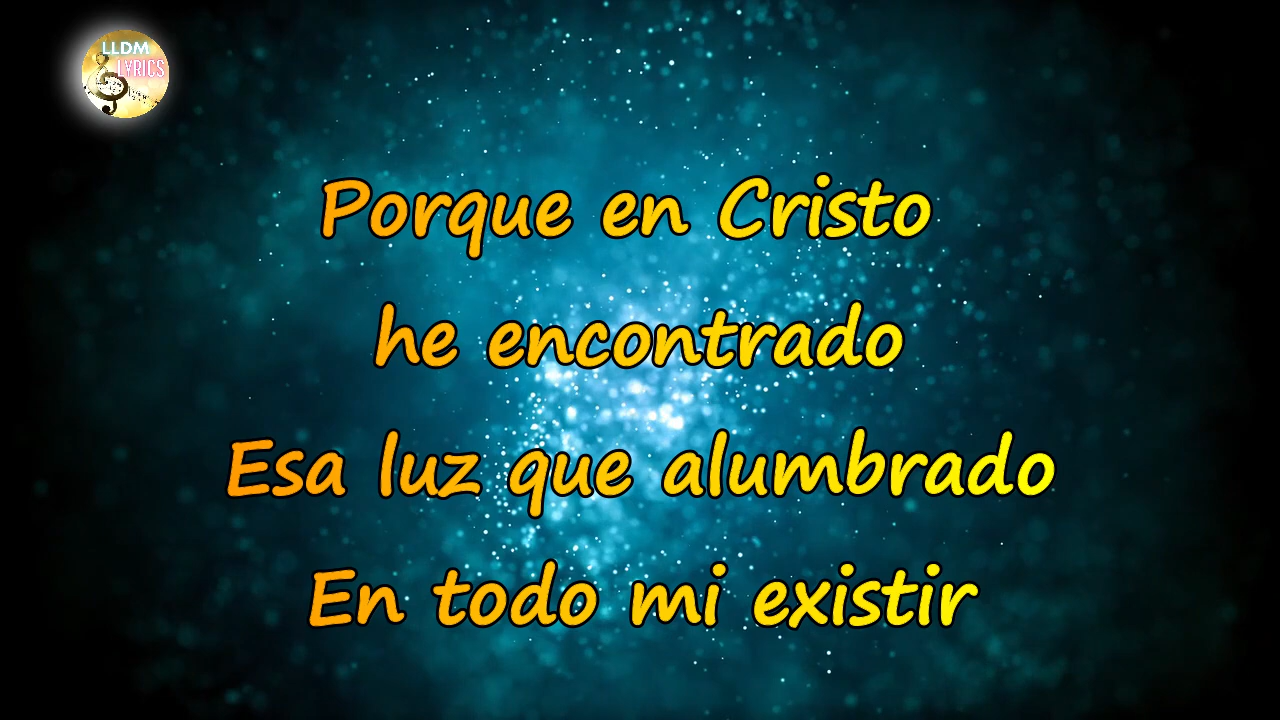 LLDM
LYRICS
Porque en Cristo
he encontrado
Esa luz que alumbrado
En todo mi existir